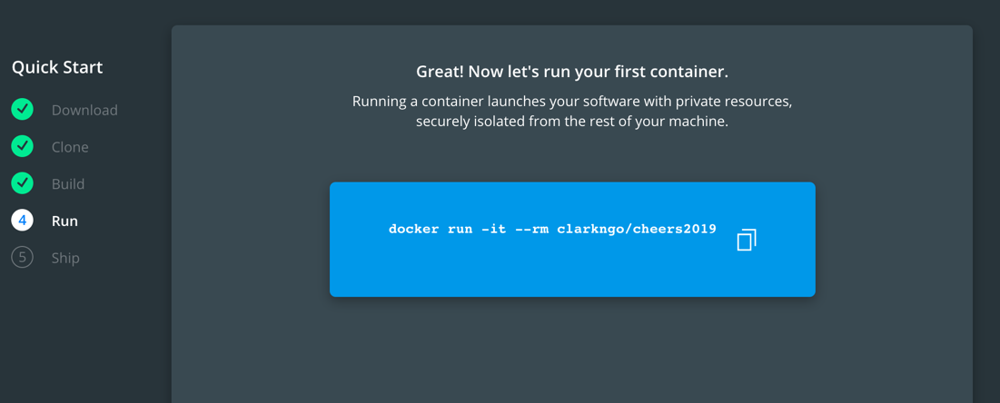 Quick Start
Download
Clone
Build
4 Run
5 Ship
Great! Now let's run your first container.
Running a container launches your software with private resources,
securely isolated from the rest of your machine.
docker run -it --rm clarkngo/cheers2019